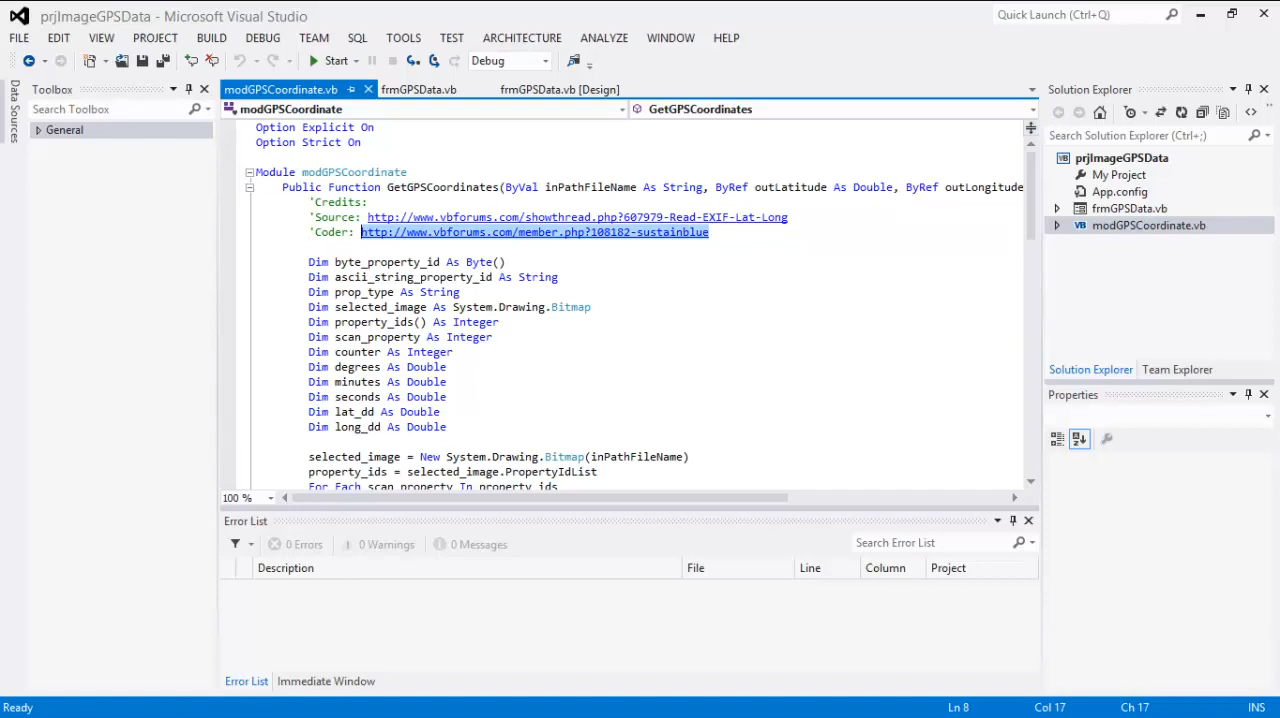 prjImageGPSData - Microsoft Visual Studio
Quick Launch (Ctrl+Q)
FILE EDIT VIEW PROJECT BUILD DEBUG TEAM SQL TOOLS TEST ARCHITECTURE ANALYZE WINDOW HELP
Start Debug
Data Sources
Toolbox
Search Toolbox
General
modGPSCoordinate.vb frmGPSData.vb frmGPSData.vb [Design]
modGPSCoordinate GetGPSCoordinates
Option Explicit On
Option Strict On
Module modGPSCoordinate
Public Function GetGPSCoordinates(ByVal inPathFileName As String, ByRef outLatitude As Double, ByRef outLongitude
'Credits:
'Source: http://www.vbforums.com/showthread.php?607979-Read-EXIF-Lat-Long
'Coder: http://www.vbforums.com/member.php?108182-sustainblue
Dim byte_property_id As Byte()
Dim ascii_string_property_id As String
Dim prop_type As String
Dim selected_image As System.Drawing.Bitmap
Dim property_ids() As Integer
Dim scan_property As Integer
Dim counter As Integer
Dim degrees As Double
Dim minutes As Double
Dim seconds As Double
Dim lat_dd As Double
Dim long_dd As Double
selected_image = New System.Drawing.Bitmap(inPathFileName)
property_ids = selected_image.PropertyIdList
For Each scan_property In property_ids
100 %
Error List
0 Errors 0 Warnings 0 Messages
Search Error List
Description File Line Column Project
Error List Immediate Window
Solution Explorer
Search Solution Explorer (Ctrl+;)
prjImageGPSData
My Project
App.config
frmGPSData.vb
modGPSCoordinate.vb
Solution Explorer Team Explorer
Properties
Ready Ln 8 Col 17 Ch 17 INS